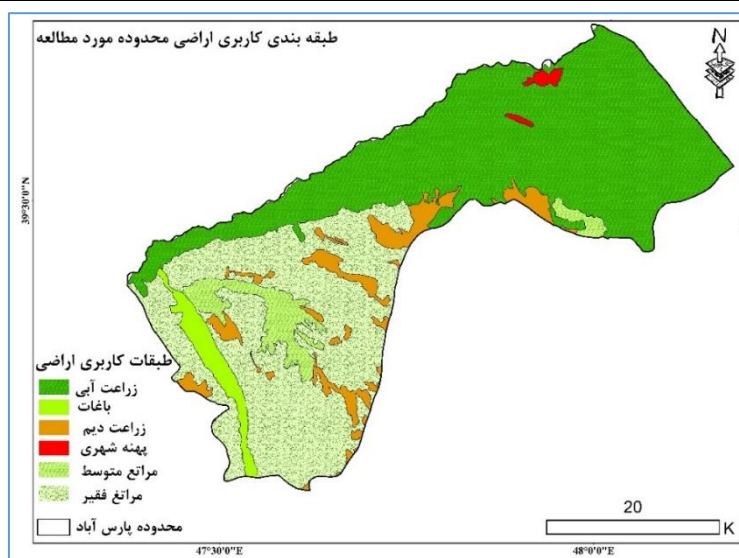 طبقه بندی کاربری اراضی محدوده مورد مطالعه
N
39°30'0"N
طبقات کاربری اراضی
زراعت آبی
باغات
زراعت دیم
پهنه شهری
مراتع متوسط
مراتع فقیر
محدوده پارس آباد
20
K
47°30'0"E
48°0'0"E